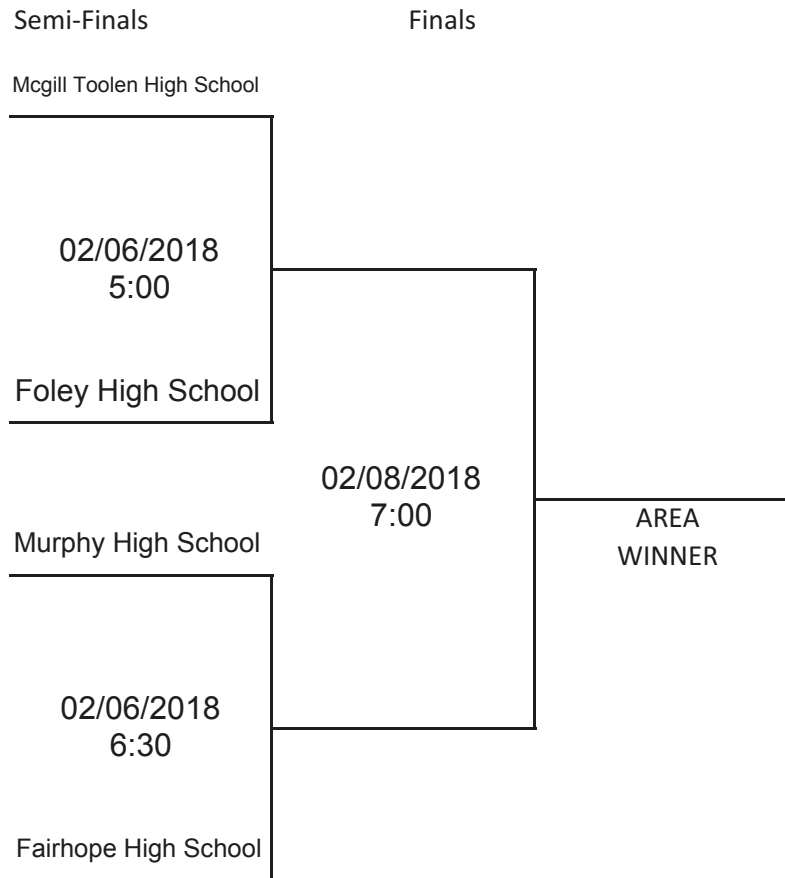 Semi-Finals
Finals
Mcgill Toolen High School
02/06/2018
5:00
Foley High School
02/08/2018
7:00
AREA
WINNER
Murphy High School
02/06/2018
6:30
Fairhope High School